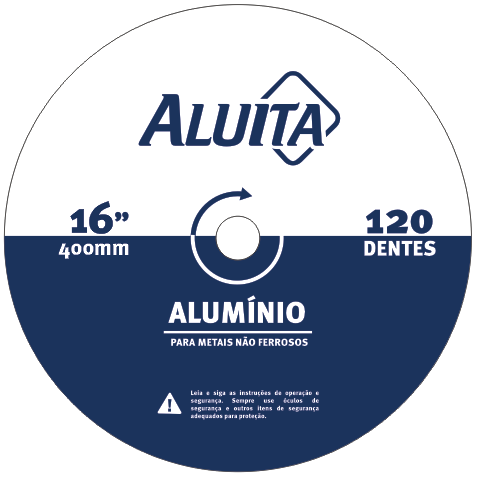 ALUITA
16”
400mm
120
DENTES
ALUMÍNIO
PARA METAIS NÃO FERROSOS
Leia e siga as instruções de operação e
segurança. Sempre use óculos de
segurança e outros itens de segurança
adequados para proteção.